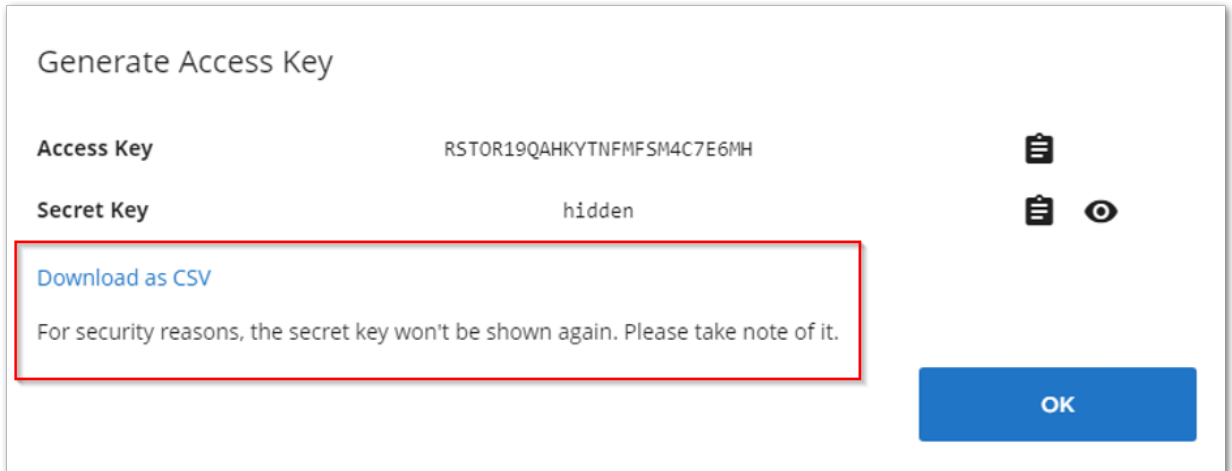 Generate Access Key
Access Key RSTOR19QAHKYTNFMFSM4C7E6MH
Secret Key hidden
Download as CSV
For security reasons, the secret key won't be shown again. Please take note of it.
OK